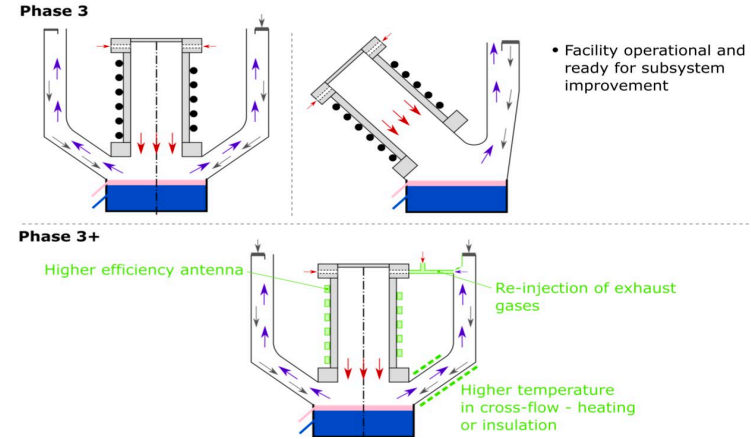 Phase 3
• Facility operational and
ready for subsystem
improvement
Phase 3+
Higher efficiency antenna
Re-injection of exhaust
gases
Higher temperature
in cross-flow - heating
or insulation